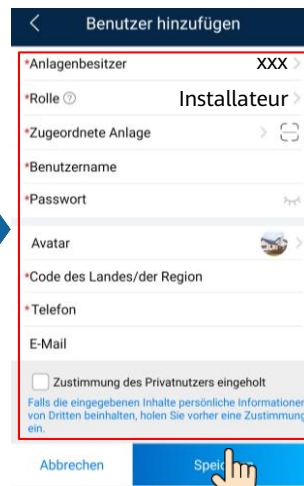 Benutzer hinzufügen
*Anlagenbesitzer XXX
*Rolle Installateur
*Zugeordnete Anlage
*Benutzername
*Passwort
Avatar
*Code des Landes/der Region
*Telefon
E-Mail
Zustimmung des Privatnutzers eingeholt
Falls die eingegebenen Inhalte persönliche Informationen
von Dritten beinhalten, holen Sie vorher eine Zustimmung
ein.
Abbrechen